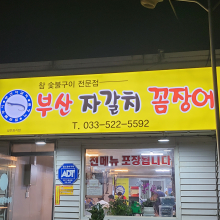 참 숯불구이 전문점
부산 자갈치 꼼장어
T. 033-522-5592
ADT
전메뉴 포장됩니다